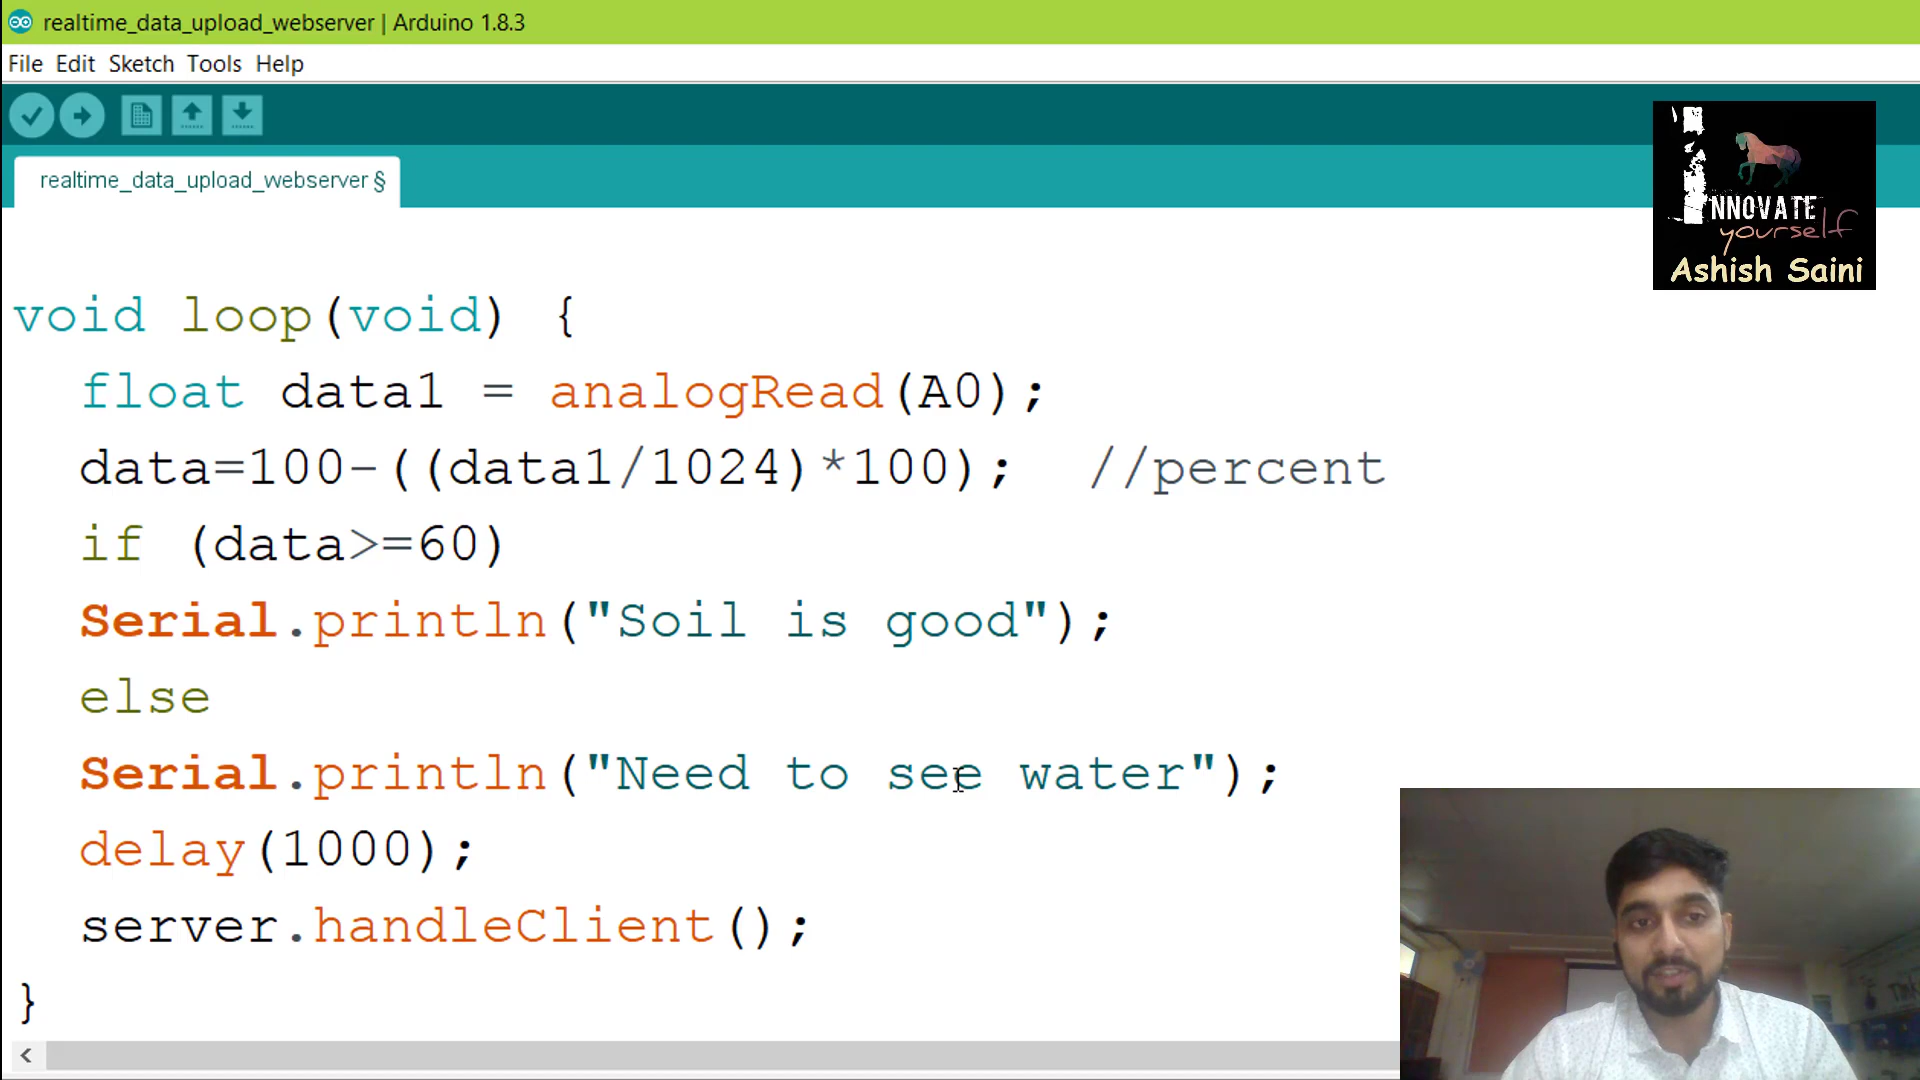 realtime_data_upload_webserver | Arduino 1.8.3
File Edit Sketch Tools Help
realtime_data_upload_webserver §
INNOVATE
yourself
Ashish Saini
void loop(void) {
float data1 = analogRead(A0);
data=100-((data1/1024)*100); //percent
if (data>=60)
Serial.println("Soil is good");
else
Serial.println("Need to see water");
delay(1000);
server.handleClient();
}